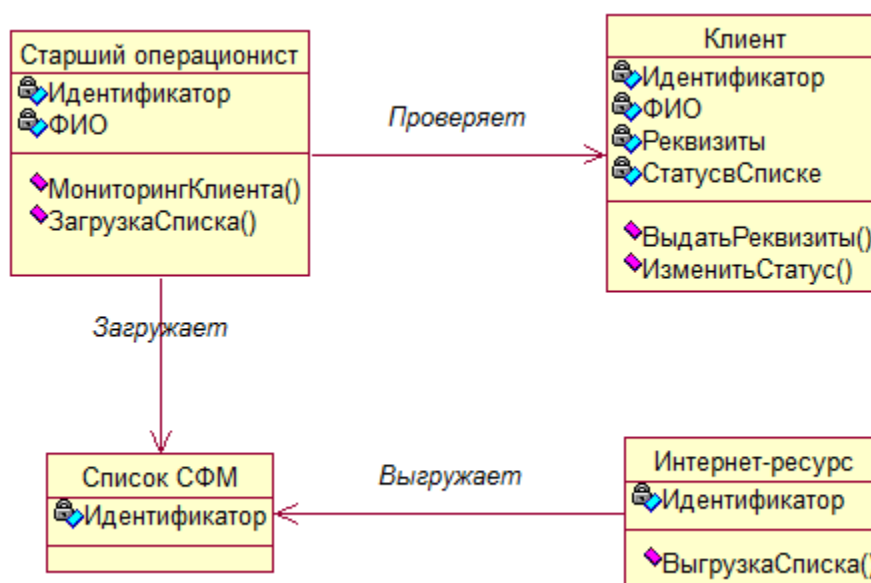 Старший операционист
Идентификатор
ФИО
МониторингКлиента()
ЗагрузкаСписка()
Проверяет
Клиент
Идентификатор
ФИО
Реквизиты
СтатусвСписке
ВыдатьРеквизиты()
ИзменитьСтатус()
Загружает
Список СФМ
Идентификатор
Выгружает
Интернет-ресурс
Идентификатор
ВыгрузкаСписка()